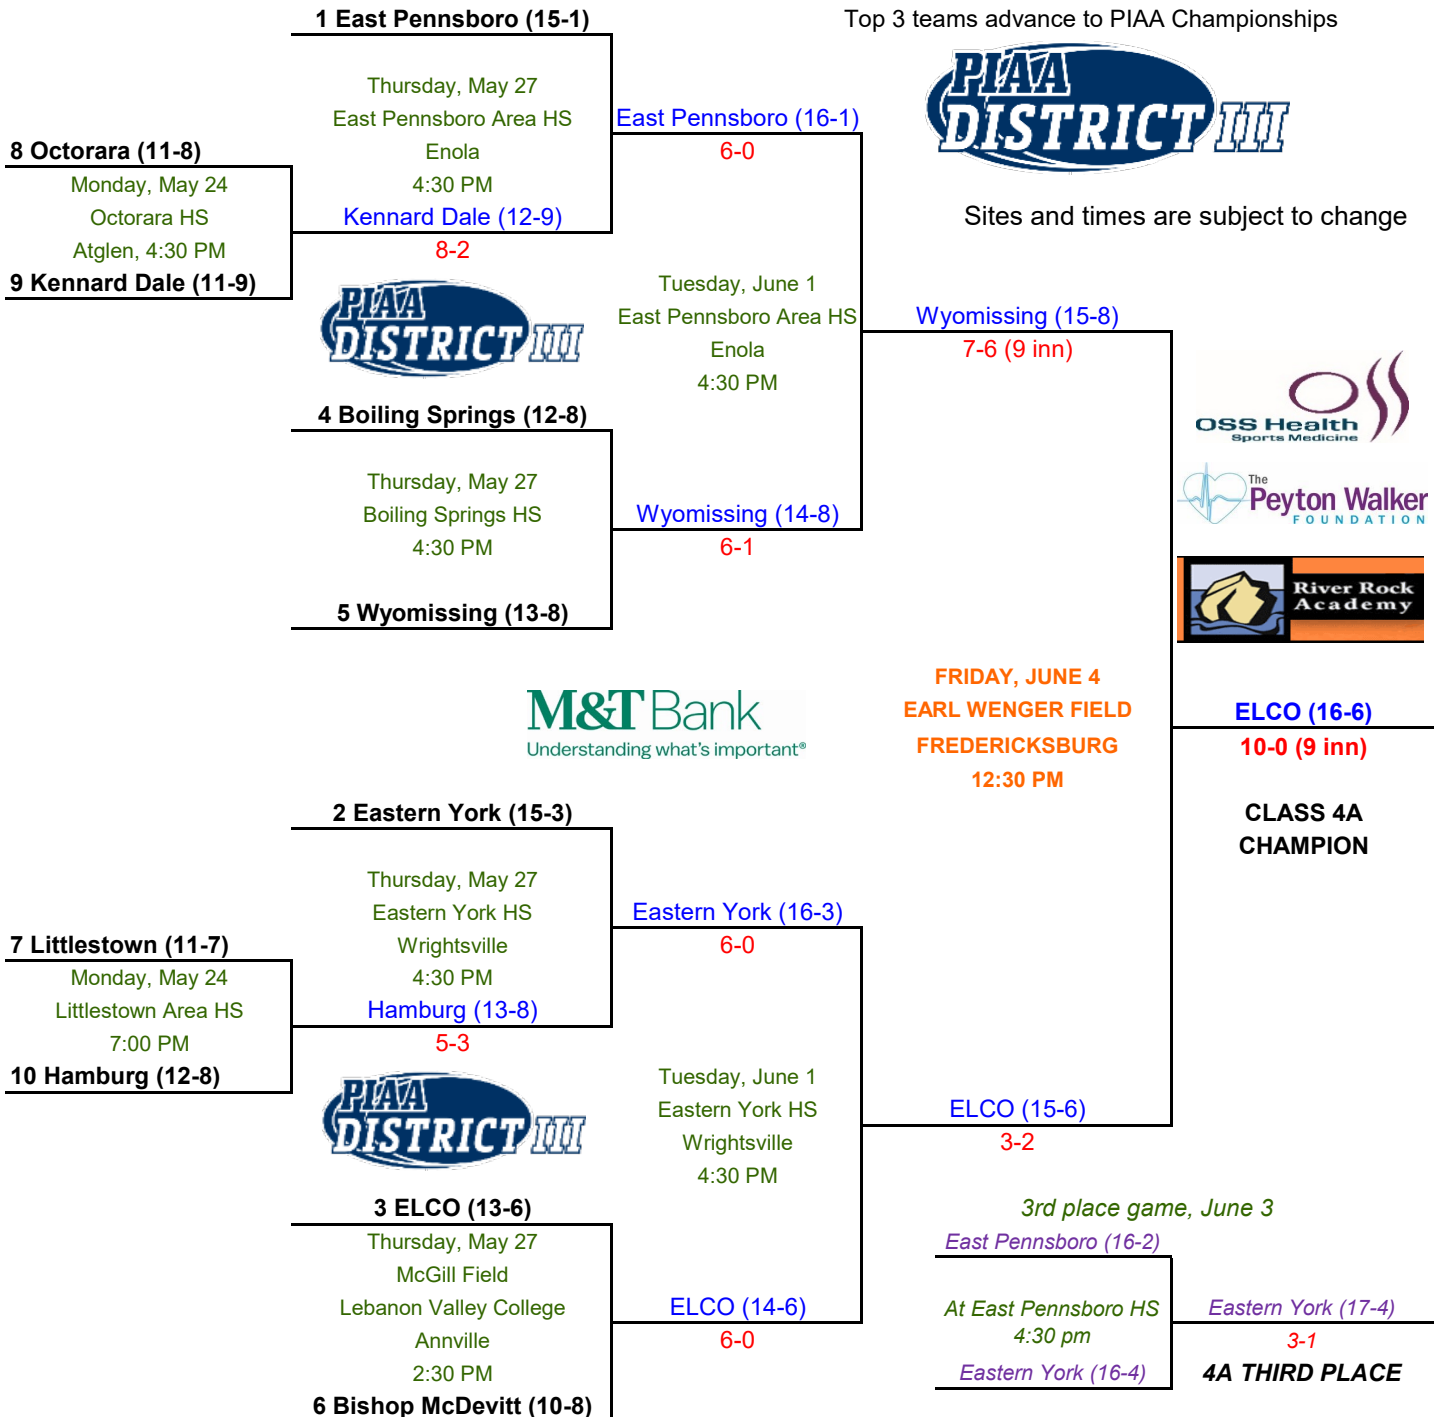 1 East Pennsboro (15-1)
Top 3 teams advance to PIAA Championships
PIAA
DISTRICT III
Sites and times are subject to change
Thursday, May 27
East Pennsboro Area HS
Enola
4:30 PM
East Pennsboro (16-1)
6-0
8 Octorara (11-8)
Monday, May 24
Octorara HS
Atglen, 4:30 PM
9 Kennard Dale (11-9)
Kennard Dale (12-9)
8-2
PIAA
DISTRICT III
Tuesday, June 1
East Pennsboro Area HS
Enola
4:30 PM
Wyomissing (15-8)
7-6 (9 inn)
4 Boiling Springs (12-8)
Thursday, May 27
Boiling Springs HS
4:30 PM
Wyomissing (14-8)
6-1
5 Wyomissing (13-8)
OSS
OSS Health
Sports Medicine
The
Peyton Walker
FOUNDATION
River Rock
Academy
M&T Bank
Understanding what's important®
FRIDAY, JUNE 4
EARL WENGER FIELD
FREDERICKSBURG
12:30 PM
ELCO (16-6)
10-0 (9 inn)
CLASS 4A
CHAMPION
2 Eastern York (15-3)
Thursday, May 27
Eastern York HS
Wrightsville
4:30 PM
Eastern York (16-3)
6-0
7 Littlestown (11-7)
Monday, May 24
Littlestown Area HS
7:00 PM
10 Hamburg (12-8)
Hamburg (13-8)
5-3
PIAA
DISTRICT III
Tuesday, June 1
Eastern York HS
Wrightsville
4:30 PM
ELCO (15-6)
3-2
3 ELCO (13-6)
Thursday, May 27
McGill Field
Lebanon Valley College
Annville
2:30 PM
6 Bishop McDevitt (10-8)
ELCO (14-6)
6-0
3rd place game, June 3
East Pennsboro (16-2)
At East Pennsboro HS
4:30 pm
Eastern York (16-4)
Eastern York (17-4)
3-1
4A THIRD PLACE